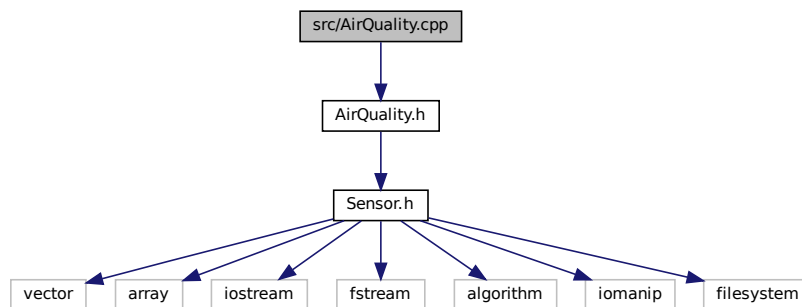 src/AirQuality.cpp
AirQuality.h
Sensor.h
vector
array
iostream
fstream
algorithm
iomanip
filesystem